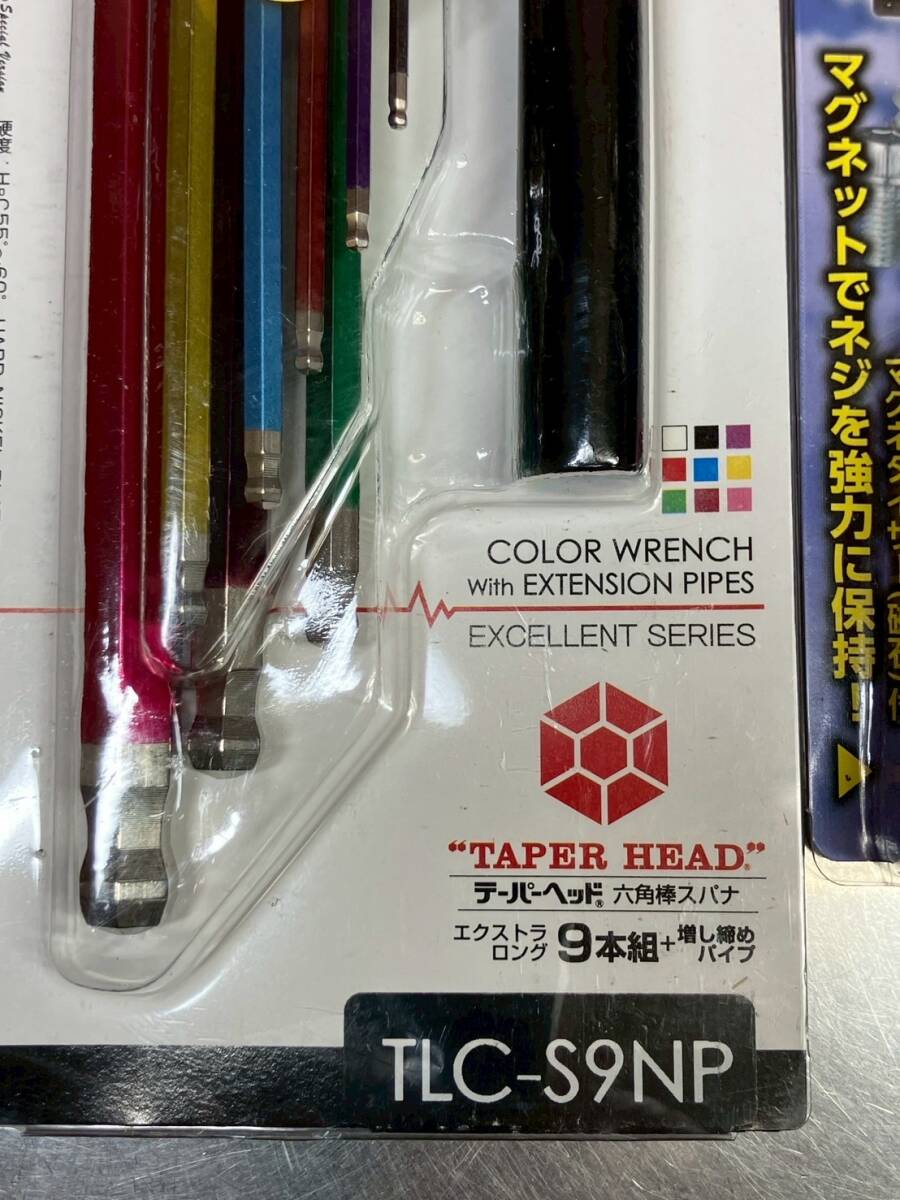 硬度：HRC55°~60°
マグネットでネジを強力に保持！
COLOR WRENCH
With EXTENSION PIPES
EXCELLENT SERIES
“TAPER HEAD®”
テーパーヘッド® 六角棒スパナ
エクストラ
ロング 9本組+増し締め
パイプ
TLC-S9NP